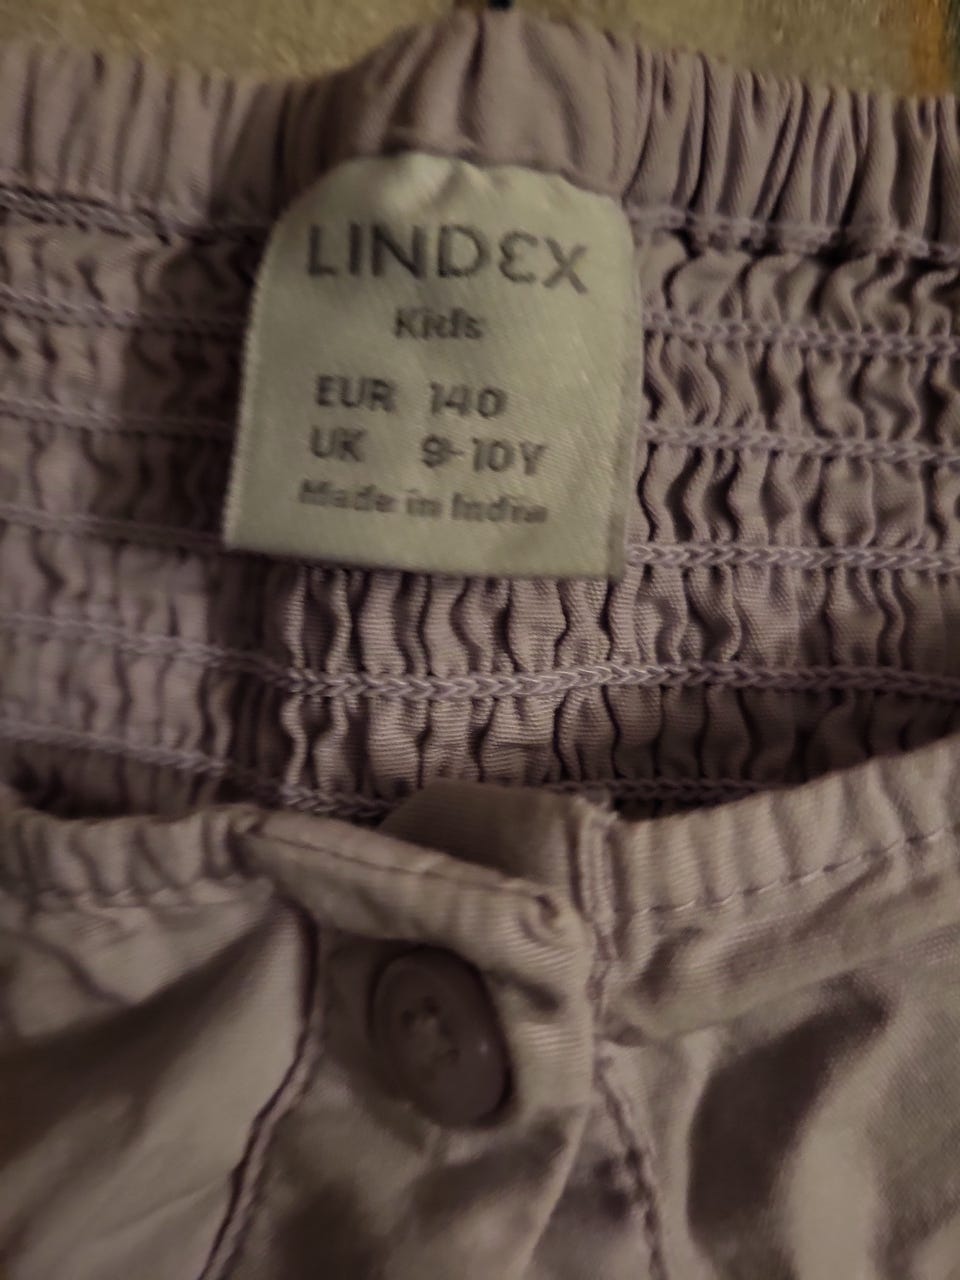 LINDEX
Kids
EUR 140
UK 9-10Y
Made in India